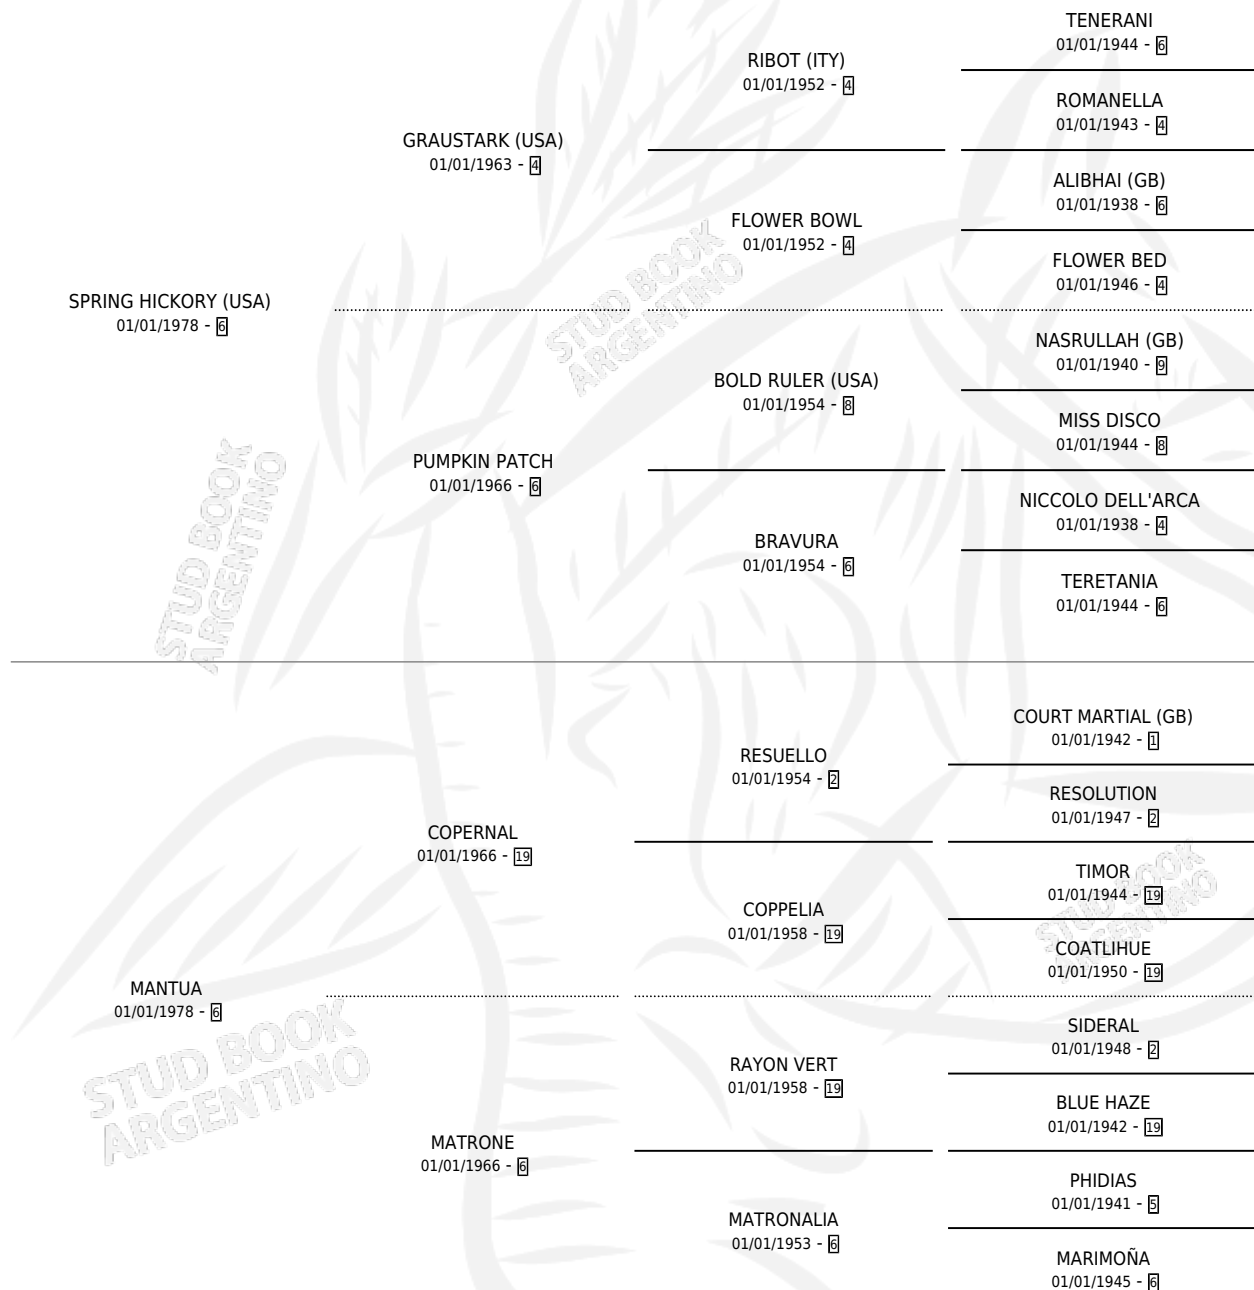 TENERANI
01/01/1944 - 6
RIBOT (ITY)
01/01/1952 - 4
ROMANELLA
01/01/1943 - 4
GRAUSTARK (USA)
01/01/1963 - 4
ALIBHAI (GB)
01/01/1938 - 6
FLOWER BOWL
01/01/1952 - 4
FLOWER BED
01/01/1946 - 4
SPRING HICKORY (USA)
01/01/1978 - 6
NASRULLAH (GB)
01/01/1940 - 9
BOLD RULER (USA)
01/01/1954 - 8
MISS DISCO
01/01/1944 - 8
PUMPKIN PATCH
01/01/1966 - 6
NICCOLO DELL'ARCA
01/01/1938 - 4
BRAVURA
01/01/1954 - 6
TERETANIA
01/01/1944 - 6
COURT MARTIAL (GB)
01/01/1942 - 1
RESUELLO
01/01/1954 - 2
RESOLUTION
01/01/1947 - 2
COPERNAL
01/01/1966 - 19
TIMOR
01/01/1944 - 19
COPPELIA
01/01/1958 - 19
COATLIHUE
01/01/1950 - 19
MANTUA
01/01/1978 - 6
SIDERAL
01/01/1948 - 2
RAYON VERT
01/01/1958 - 19
BLUE HAZE
01/01/1942 - 19
MATRONE
01/01/1966 - 6
PHIDIAS
01/01/1941 - 5
MATRONALIA
01/01/1953 - 6
MARIMOÑA
01/01/1945 - 6
STUD BOOK
ARGENTINO
STUD BOOK
ARGENTINO
STUD BOOK
ARGENTINO
STUD BOOK
ARGENTINO